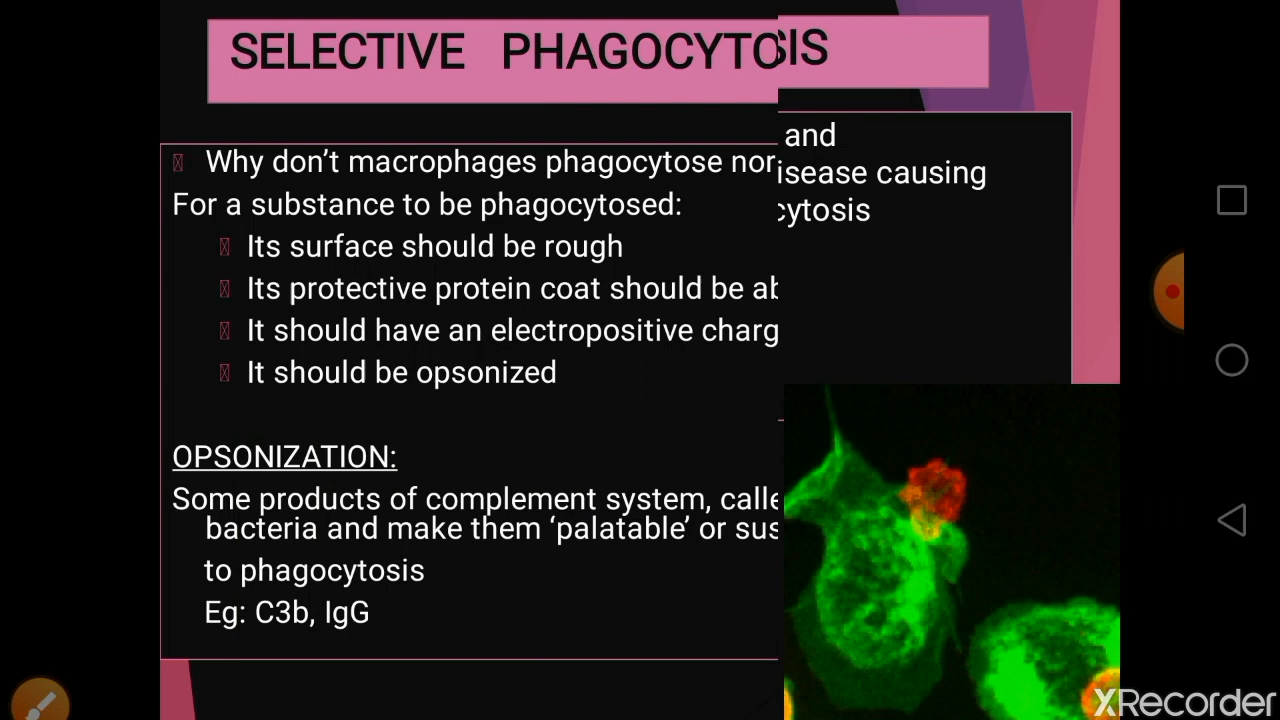 SELECTIVE PHAGOCYTOSIS
and
isease causing
cytosis
Why don’t macrophages phagocytose nor
For a substance to be phagocytosed:
Its surface should be rough
Its protective protein coat should be ab
It should have an electropositive charg
It should be opsonized
OPSONIZATION:
Some products of complement system, calle
bacteria and make them ‘palatable’ or sus
to phagocytosis
Eg: C3b, IgG
XRecorder